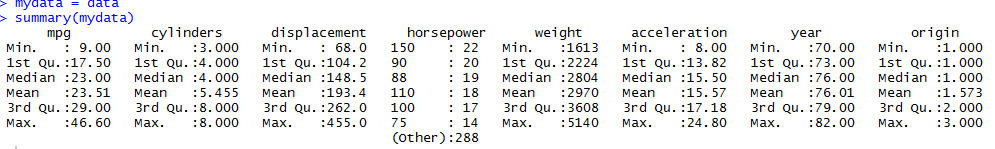 > mydata = data
> summary(mydata)
      mpg          cylinders      displacement     horsepower      weight      acceleration        year           origin     
 Min.   : 9.00   Min.   :3.000   Min.   : 68.0   150    : 22   Min.   :1613   Min.   : 8.00   Min.   :70.00   Min.   :1.000  
 1st Qu.:17.50   1st Qu.:4.000   1st Qu.:104.2   90     : 20   1st Qu.:2224   1st Qu.:13.82   1st Qu.:73.00   1st Qu.:1.000  
 Median :23.00   Median :4.000   Median :148.5   88     : 19   Median :2804   Median :15.50   Median :76.00   Median :1.000  
 Mean   :23.51   Mean   :5.455   Mean   :193.4   110    : 18   Mean   :2970   Mean   :15.57   Mean   :76.01   Mean   :1.573  
 3rd Qu.:29.00   3rd Qu.:8.000   3rd Qu.:262.0   100    : 17   3rd Qu.:3608   3rd Qu.:17.18   3rd Qu.:79.00   3rd Qu.:2.000  
 Max.   :46.60   Max.   :8.000   Max.   :455.0   75     : 14   Max.   :5140   Max.   :24.80   Max.   :82.00   Max.   :3.000  
                                                 (Other):288